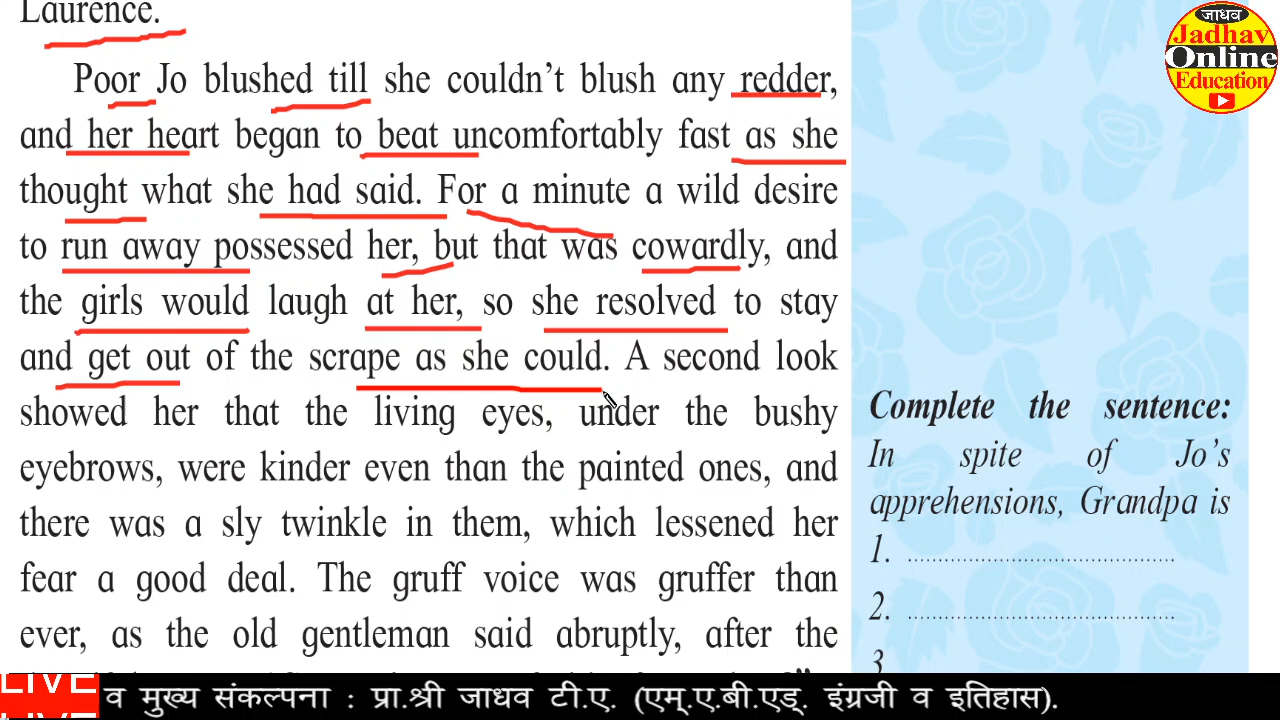 Laurence.
Poor Jo blushed till she couldn’t blush any redder,
and her heart began to beat uncomfortably fast as she
thought what she had said. For a minute a wild desire
to run away possessed her, but that was cowardly, and
the girls would laugh at her, so she resolved to stay
and get out of the scrape as she could. A second look
showed her that the living eyes, under the bushy
eyebrows, were kinder even than the painted ones, and
there was a sly twinkle in them, which lessened her
fear a good deal. The gruff voice was gruffer than
ever, as the old gentleman said abruptly, after the
जाधव
Jadhav
Online
Education
Complete the sentence:
In spite of Jo’s
apprehensions, Grandpa is
1. ............................................
2. ............................................
3
LIVE
व मुख्य संकल्पना : प्रा.श्री जाधव टी.ए. (एम्.ए.बी.एड्. इंग्रजी व इतिहास).